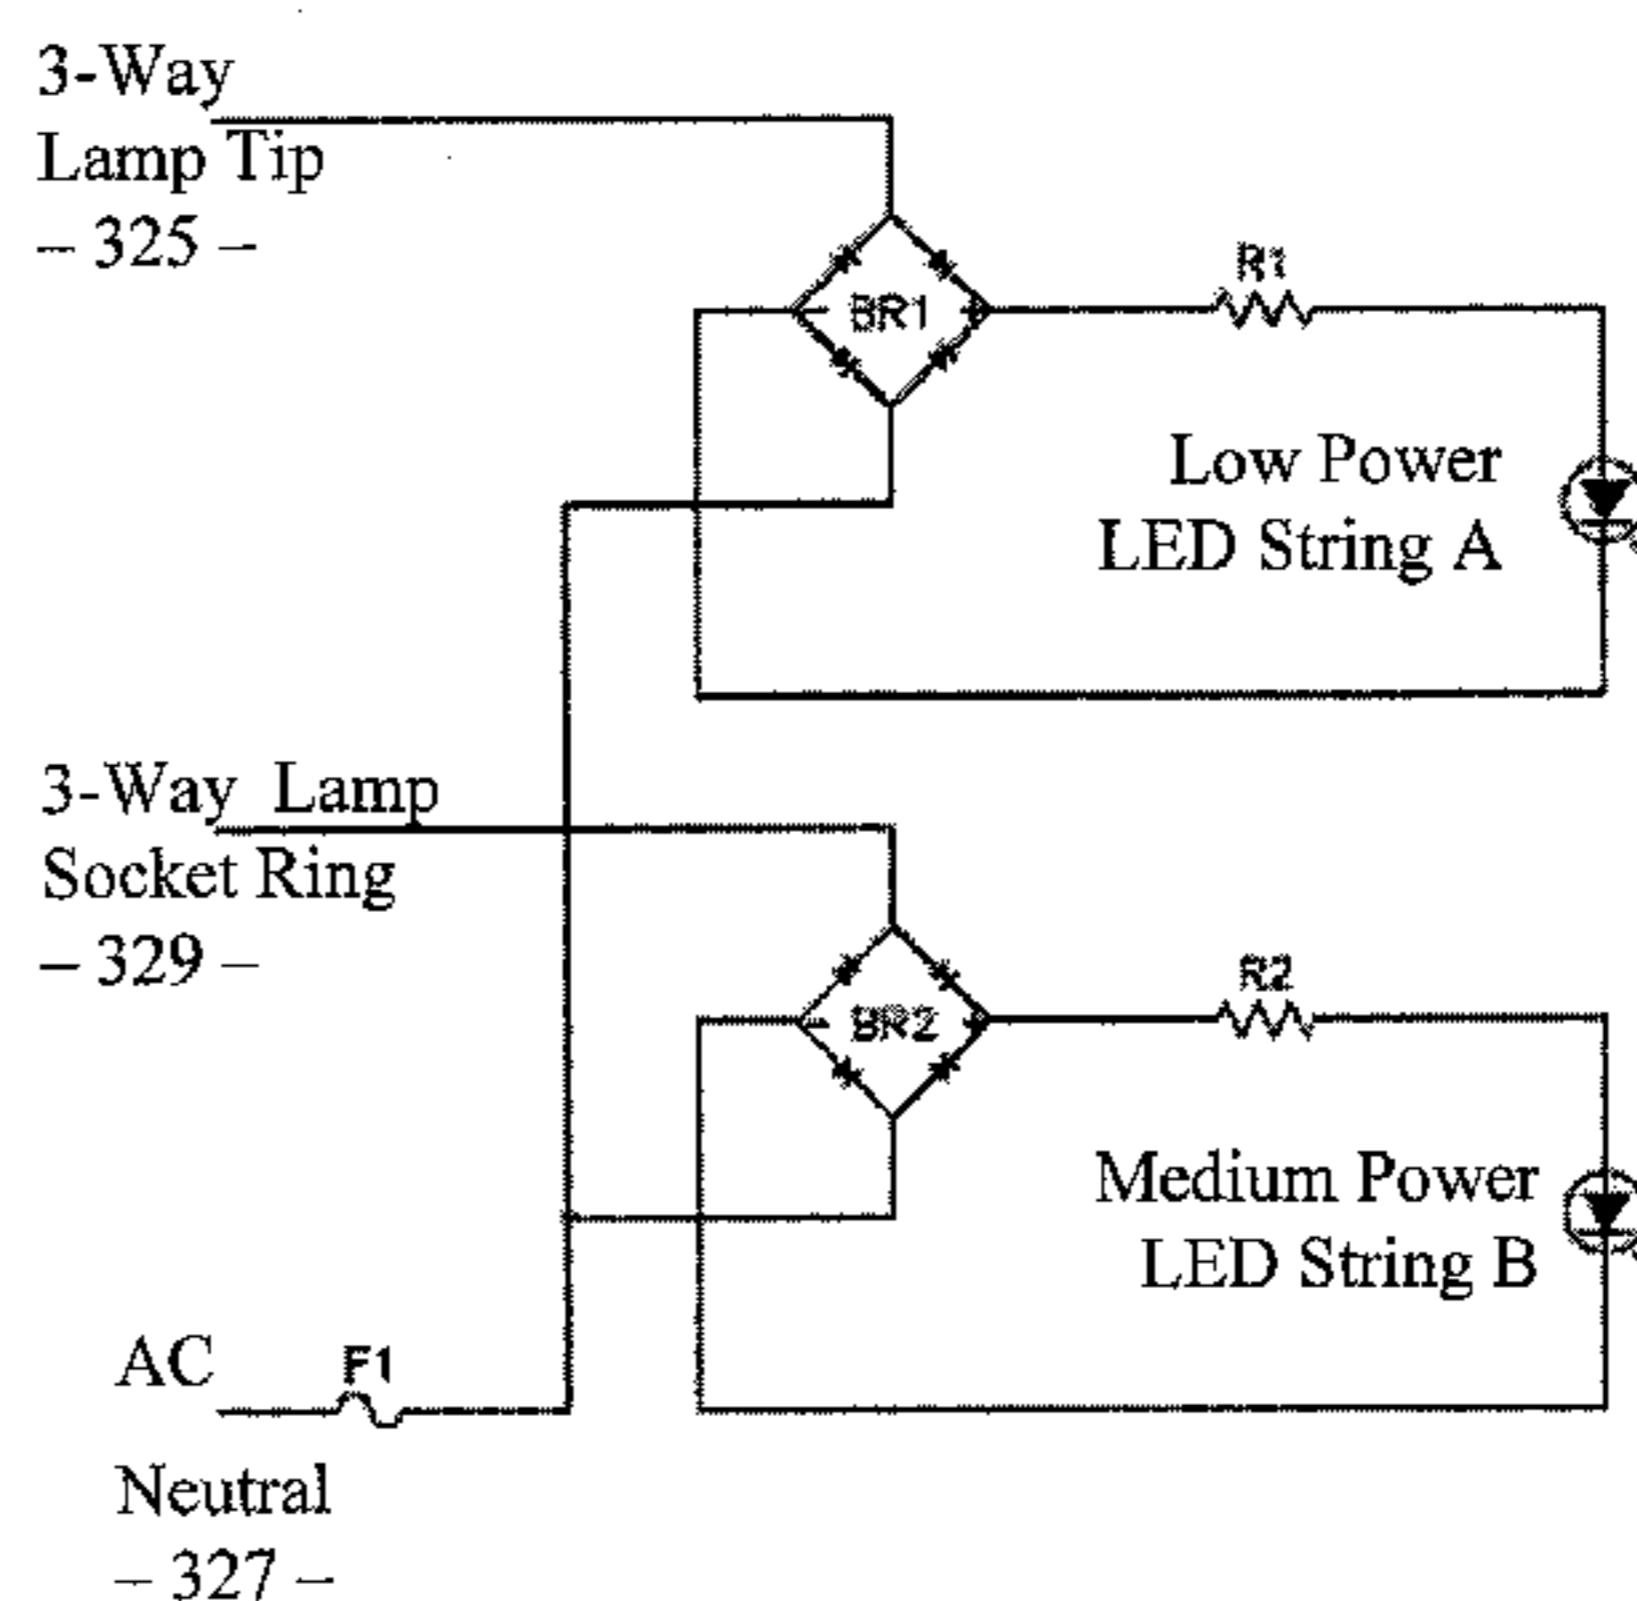 3-Way
Lamp Tip
– 325 –
BR1
R1
Low Power
LED String A
3-Way Lamp
Socket Ring
– 329 –
BR2
R2
Medium Power
LED String B
AC
F1
Neutral
– 327 –